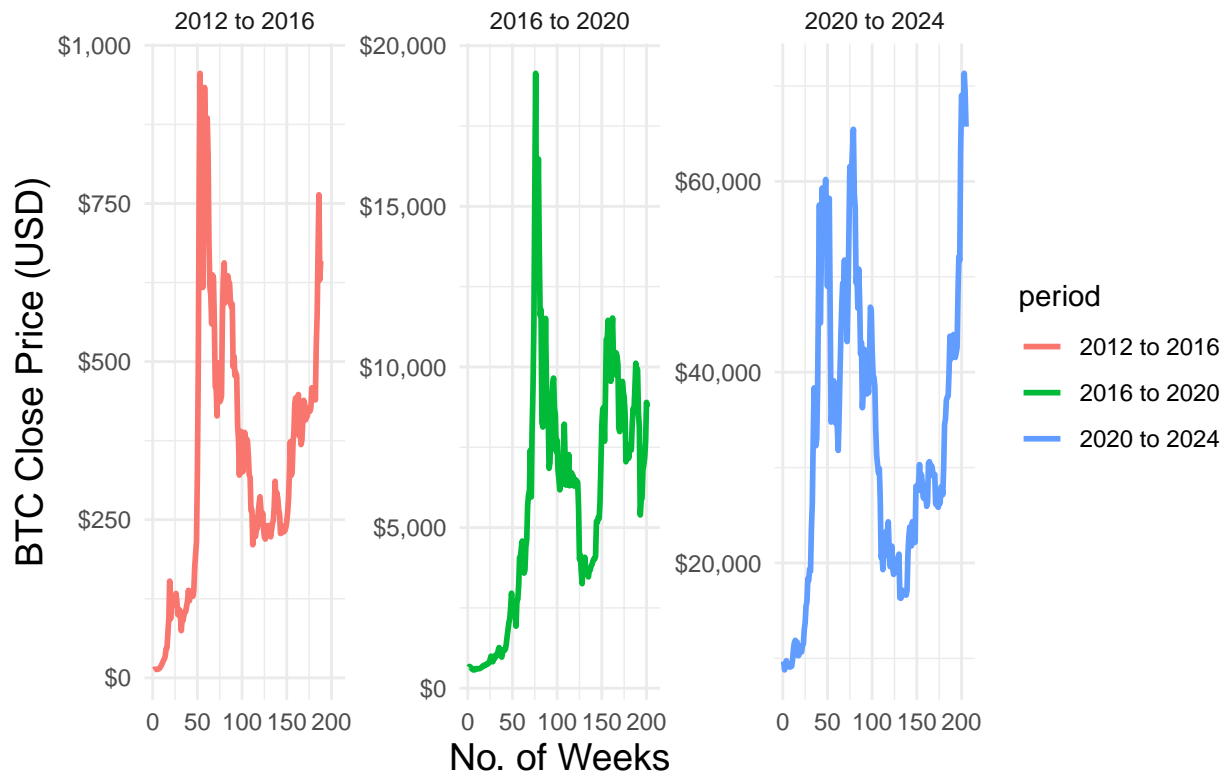 2012 to 2016
2016 to 2020
2020 to 2024
BTC Close Price (USD)
$1,000
$750
$500
$250
$0
$20,000
$15,000
$10,000
$5,000
$0
$60,000
$40,000
$20,000
0 50 100 150 200
0 50 100 150 200
0 50 100 150 200
No. of Weeks
period
2012 to 2016
2016 to 2020
2020 to 2024